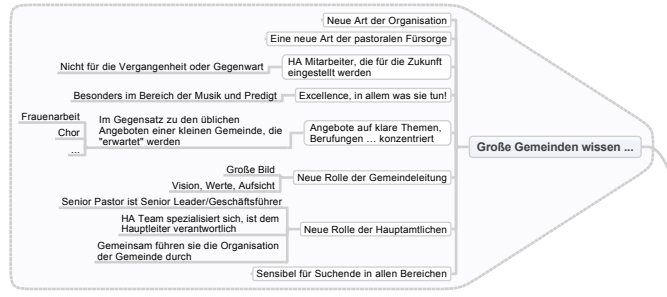 Große Gemeinden wissen ...
Neue Art der Organisation
Eine neue Art der pastoralen Fürsorge
HA Mitarbeiter, die für die Zukunft
eingestellt werden
Nicht für die Vergangenheit oder Gegenwart
Excellence, in allem was sie tun!
Besonders im Bereich der Musik und Predigt
Angebote auf klare Themen,
Berufungen … konzentriert
Im Gegensatz zu den üblichen
Angeboten einer kleinen Gemeinde, die
"erwartet" werden
Frauenarbeit
Chor
...
Neue Rolle der Gemeindeleitung
Große Bild
Vision, Werte, Aufsicht
Neue Rolle der Hauptamtlichen
Senior Pastor ist Senior Leader/Geschäftsführer
HA Team spezialisiert sich, ist dem
Hauptleiter verantwortlich
Gemeinsam führen sie die Organisation
der Gemeinde durch
Sensibel für Suchende in allen Bereichen